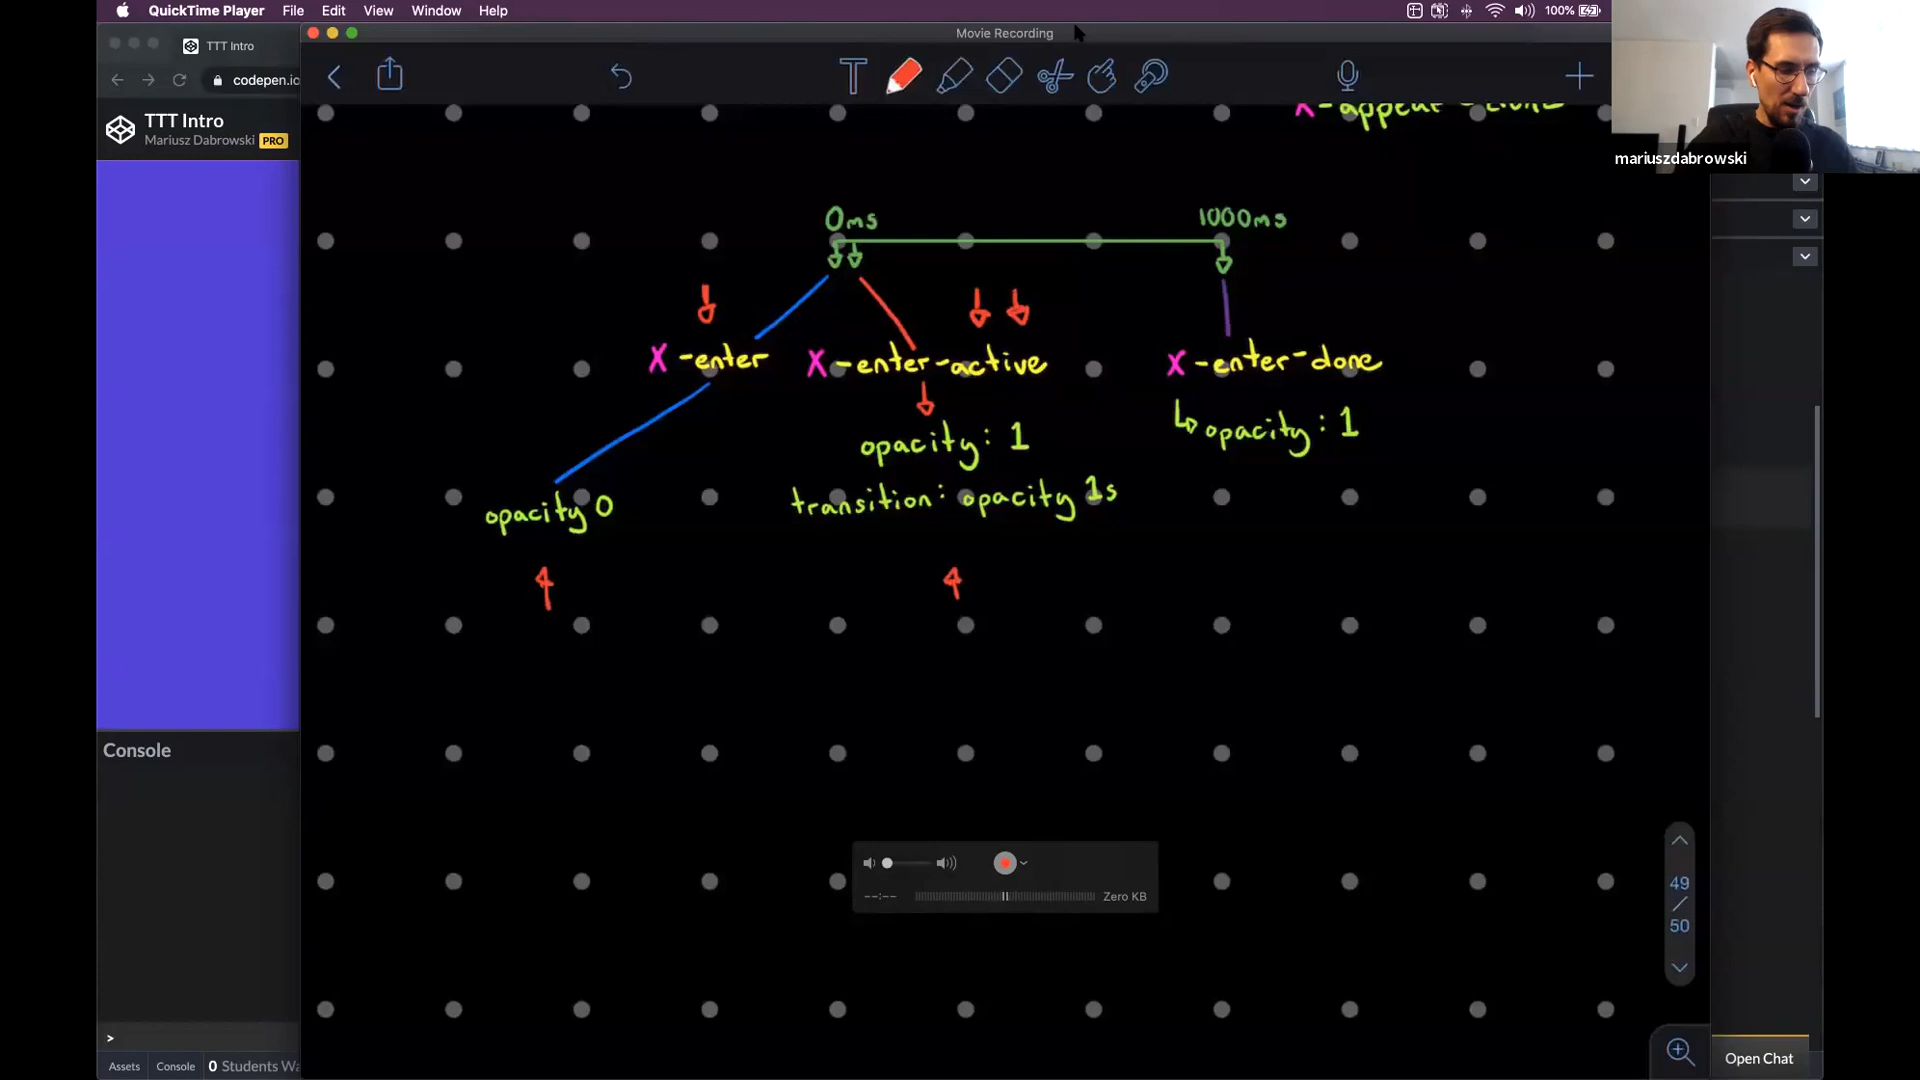 QuickTime Player File Edit View Window Help
100%
TTT Intro
Movie Recording
codepen.io
TTT Intro
Mariusz Dabrowski PRO
mariuszdabrowski
X-appear
0ms
1000ms
X-enter
X-enter-active
X-enter-done
opacity: 1
opacity: 1
opacity 0
transition: opacity 1s
Console
--:--
Zero KB
49
/
50
>
Assets Console 0 Students Wa
Open Chat